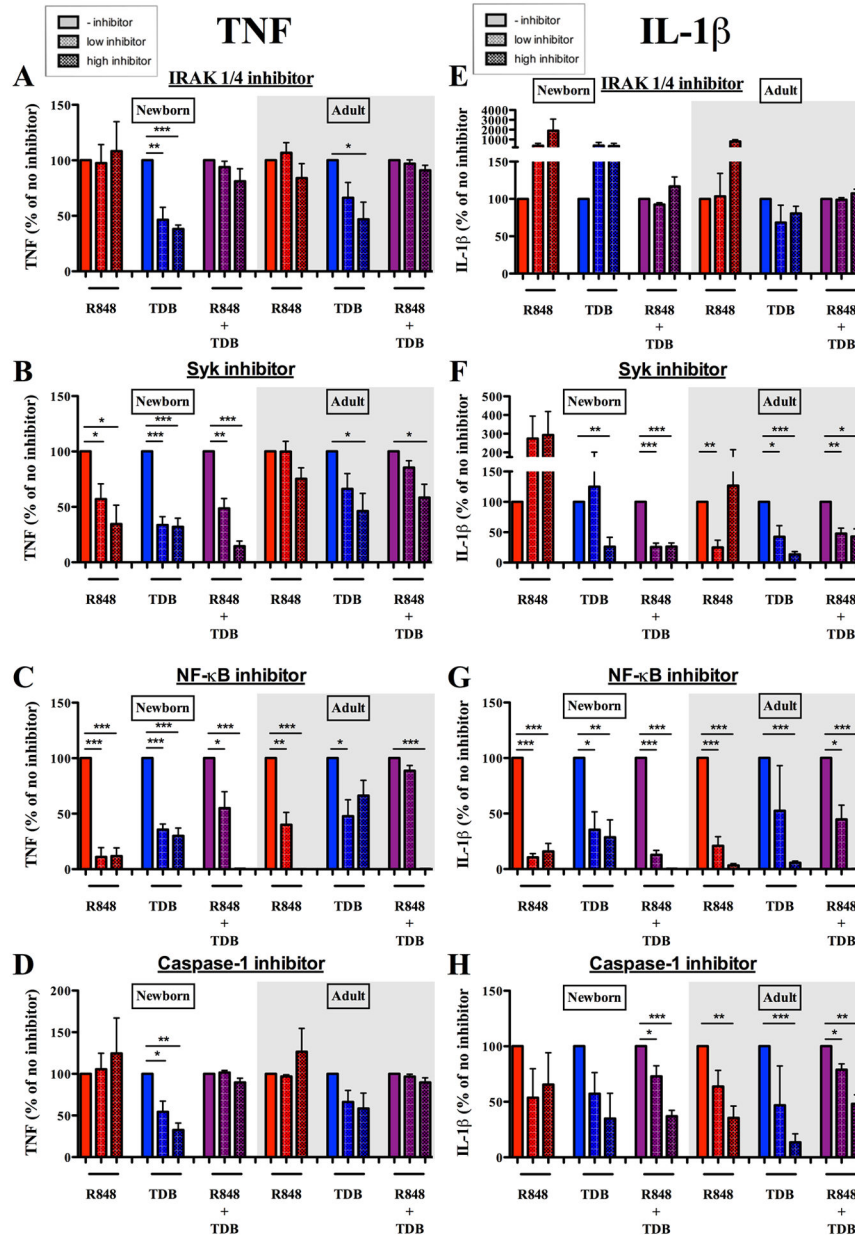 TNF
- inhibitor
low inhibitor
high inhibitor
A
IRAK 1/4 inhibitor
Newborn
Adult
TNF (% of no inhibitor)
150
100
50
0
*** 
**
*
R848
TDB
R848
+
TDB
R848
TDB
R848
+
TDB
B
Syk inhibitor
Newborn
Adult
TNF (% of no inhibitor)
150
100
50
0
*
*
***
***
***
**
*
*
R848
TDB
R848
+
TDB
R848
TDB
R848
+
TDB
C
NF-κB inhibitor
Newborn
Adult
TNF (% of no inhibitor)
150
100
50
0
***
***
***
***
***
*
***
**
*
***
R848
TDB
R848
+
TDB
R848
TDB
R848
+
TDB
D
Caspase-1 inhibitor
Newborn
Adult
TNF (% of no inhibitor)
200
150
100
50
0
**
*
R848
TDB
R848
+
TDB
R848
TDB
R848
+
TDB
IL-1β
- inhibitor
low inhibitor
high inhibitor
E
IRAK 1/4 inhibitor
Newborn
Adult
IL-1β (% of no inhibitor)
4000
3000
2000
1000
150
100
50
0
R848
TDB
R848
+
TDB
R848
TDB
R848
+
TDB
F
Syk inhibitor
Newborn
Adult
IL-1β (% of no inhibitor)
500
400
300
200
150
100
50
0
**
***
***
**
***
*
*
**
R848
TDB
R848
+
TDB
R848
TDB
R848
+
TDB
G
NF-κB inhibitor
Newborn
Adult
IL-1β (% of no inhibitor)
150
100
50
0
***
***
**
*
***
***
***
***
***
***
*
R848
TDB
R848
+
TDB
R848
TDB
R848
+
TDB
H
Caspase-1 inhibitor
Newborn
Adult
IL-1β (% of no inhibitor)
150
100
50
0
***
*
**
***
**
*
R848
TDB
R848
+
TDB
R848
TDB
R848
+
TDB